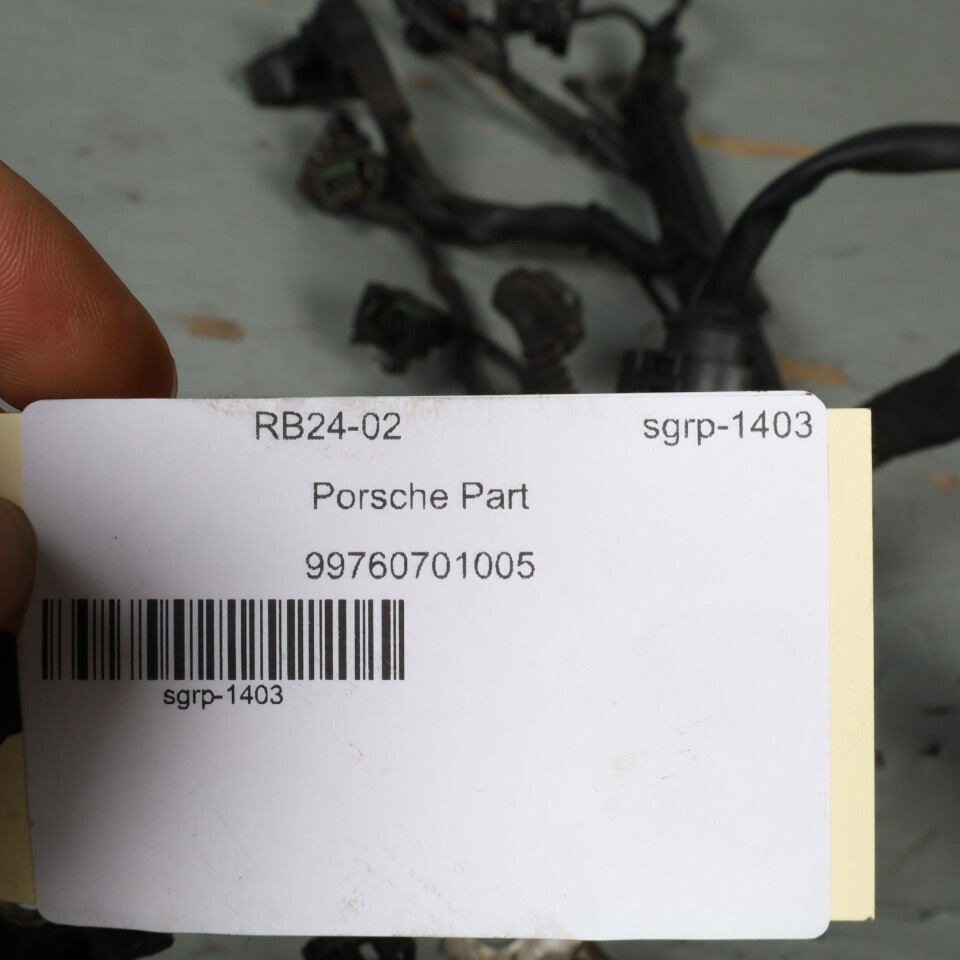 RB24-02 sgrp-1403
Porsche Part
99760701005
sgrp-1403